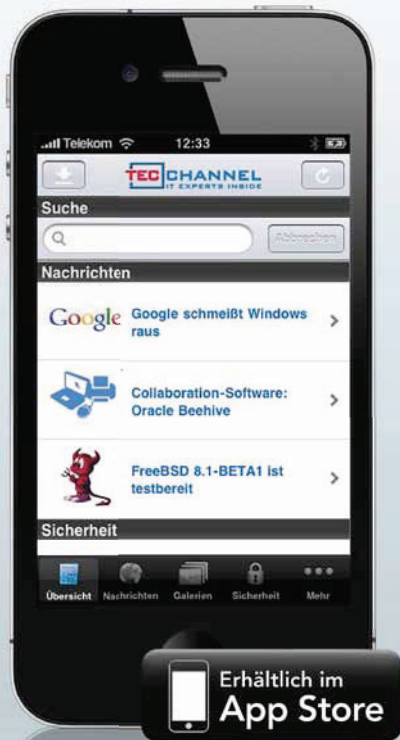 Telekom 12:33
TEC CHANNEL
IT EXPERTS INSIDE
Suche
Abbrechen
Nachrichten
Google Google schmeißt Windows
raus
Collaboration-Software:
Oracle Beehive
FreeBSD 8.1-BETA1 ist
testbereit
Sicherheit
Übersicht Nachrichten Galerien Sicherheit Mehr
Erhältlich im
App Store